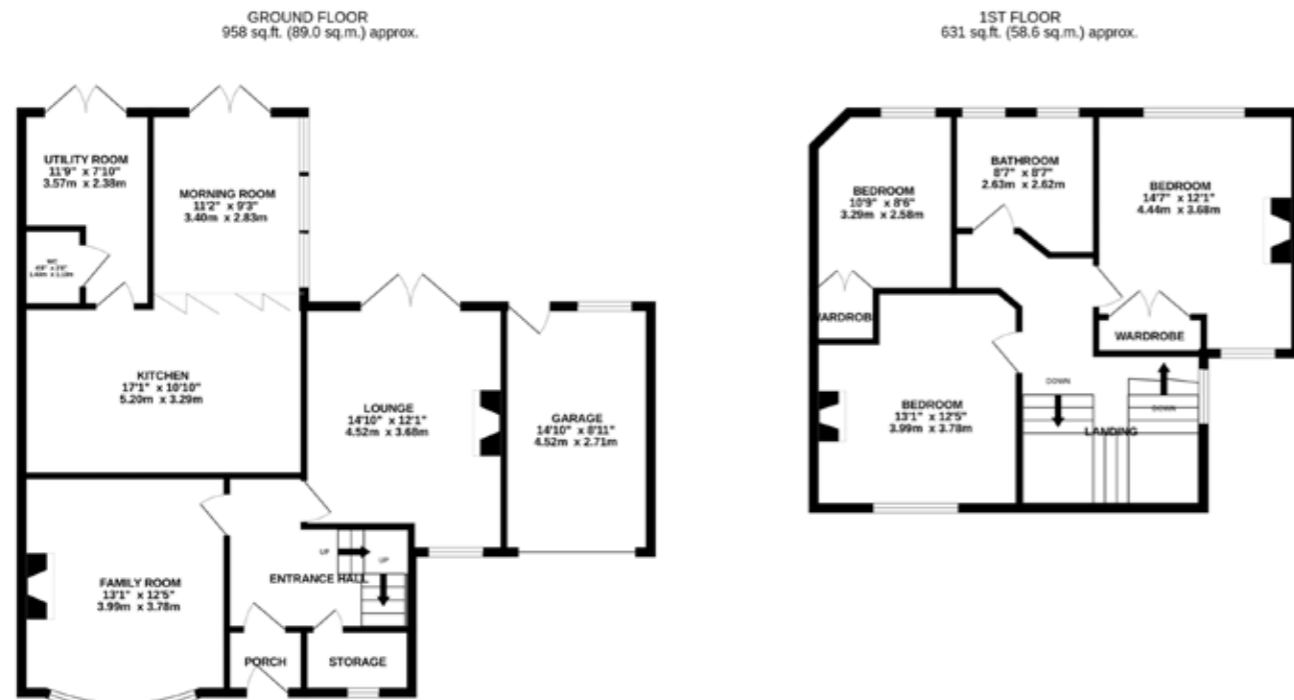 GROUND FLOOR
958 sq.ft. (89.0 sq.m.) approx.
UTILITY ROOM
11'9" x 7'10"
3.57m x 2.38m
MORNING ROOM
11'2" x 9'3"
3.40m x 2.83m
WC
KITCHEN
17'1" x 10'10"
5.20m x 3.29m
LOUNGE
14'10" x 12'1"
4.52m x 3.68m
GARAGE
14'10" x 8'11"
4.52m x 2.71m
FAMILY ROOM
13'1" x 12'5"
3.99m x 3.78m
UP
UP
ENTRANCE HALL
PORCH
STORAGE
1ST FLOOR
631 sq.ft. (58.6 sq.m.) approx.
BEDROOM
10'9" x 8'6"
3.29m x 2.58m
BATHROOM
8'7" x 8'7"
2.63m x 2.62m
BEDROOM
14'7" x 12'1"
4.44m x 3.68m
WARDROBE
WARDROBE
BEDROOM
13'1" x 12'5"
3.99m x 3.78m
DOWN
DOWN
LANDING